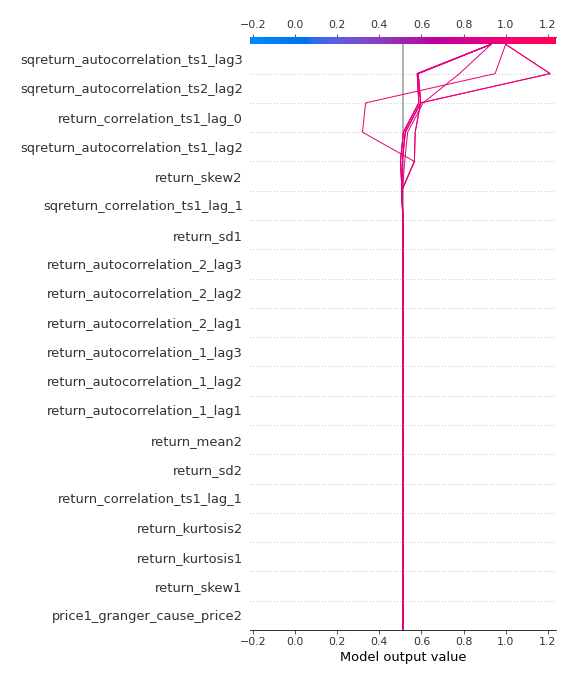 −0.2 0.0 0.2 0.4 0.6 0.8 1.0 1.2
sqreturn_autocorrelation_ts1_lag3
sqreturn_autocorrelation_ts2_lag2
return_correlation_ts1_lag_0
sqreturn_autocorrelation_ts1_lag2
return_skew2
sqreturn_correlation_ts1_lag_1
return_sd1
return_autocorrelation_2_lag3
return_autocorrelation_2_lag2
return_autocorrelation_2_lag1
return_autocorrelation_1_lag3
return_autocorrelation_1_lag2
return_autocorrelation_1_lag1
return_mean2
return_sd2
return_correlation_ts1_lag_1
return_kurtosis2
return_kurtosis1
return_skew1
price1_granger_cause_price2
−0.2 0.0 0.2 0.4 0.6 0.8 1.0 1.2
Model output value